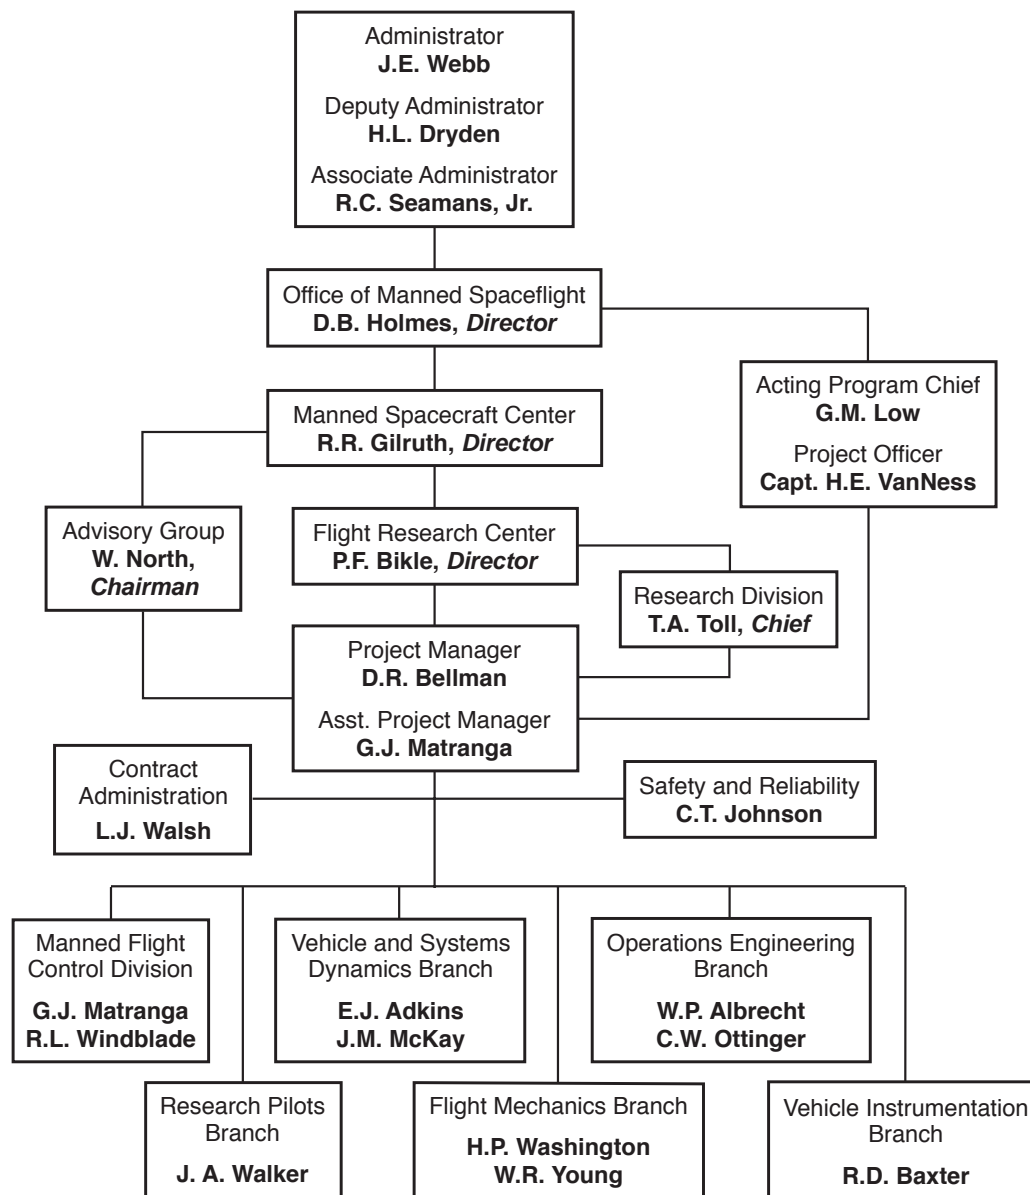 Administrator
J.E. Webb
Deputy Administrator
H.L. Dryden
Associate Administrator
R.C. Seamans, Jr.
Office of Manned Spaceflight
D.B. Holmes, Director
Acting Program Chief
G.M. Low
Project Officer
Capt. H.E. VanNess
Manned Spacecraft Center
R.R. Gilruth, Director
Advisory Group
W. North,
Chairman
Flight Research Center
P.F. Bikle, Director
Research Division
T.A. Toll, Chief
Project Manager
D.R. Bellman
Asst. Project Manager
G.J. Matranga
Contract
Administration
L.J. Walsh
Safety and Reliability
C.T. Johnson
Manned Flight
Control Division
G.J. Matranga
R.L. Windblade
Vehicle and Systems
Dynamics Branch
E.J. Adkins
J.M. McKay
Operations Engineering
Branch
W.P. Albrecht
C.W. Ottinger
Research Pilots
Branch
J. A. Walker
Flight Mechanics Branch
H.P. Washington
W.R. Young
Vehicle Instrumentation
Branch
R.D. Baxter